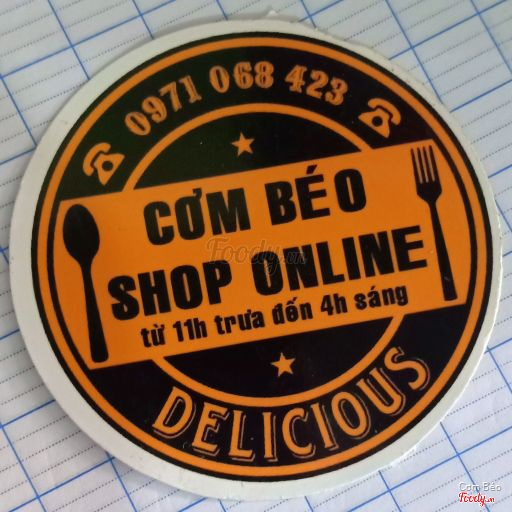 0971 068 423
CƠM BÉO
SHOP ONLINE
từ 11h trưa đến 4h sáng
DELICIOUS
Foody.vn
Cơm Béo
Foody.vn